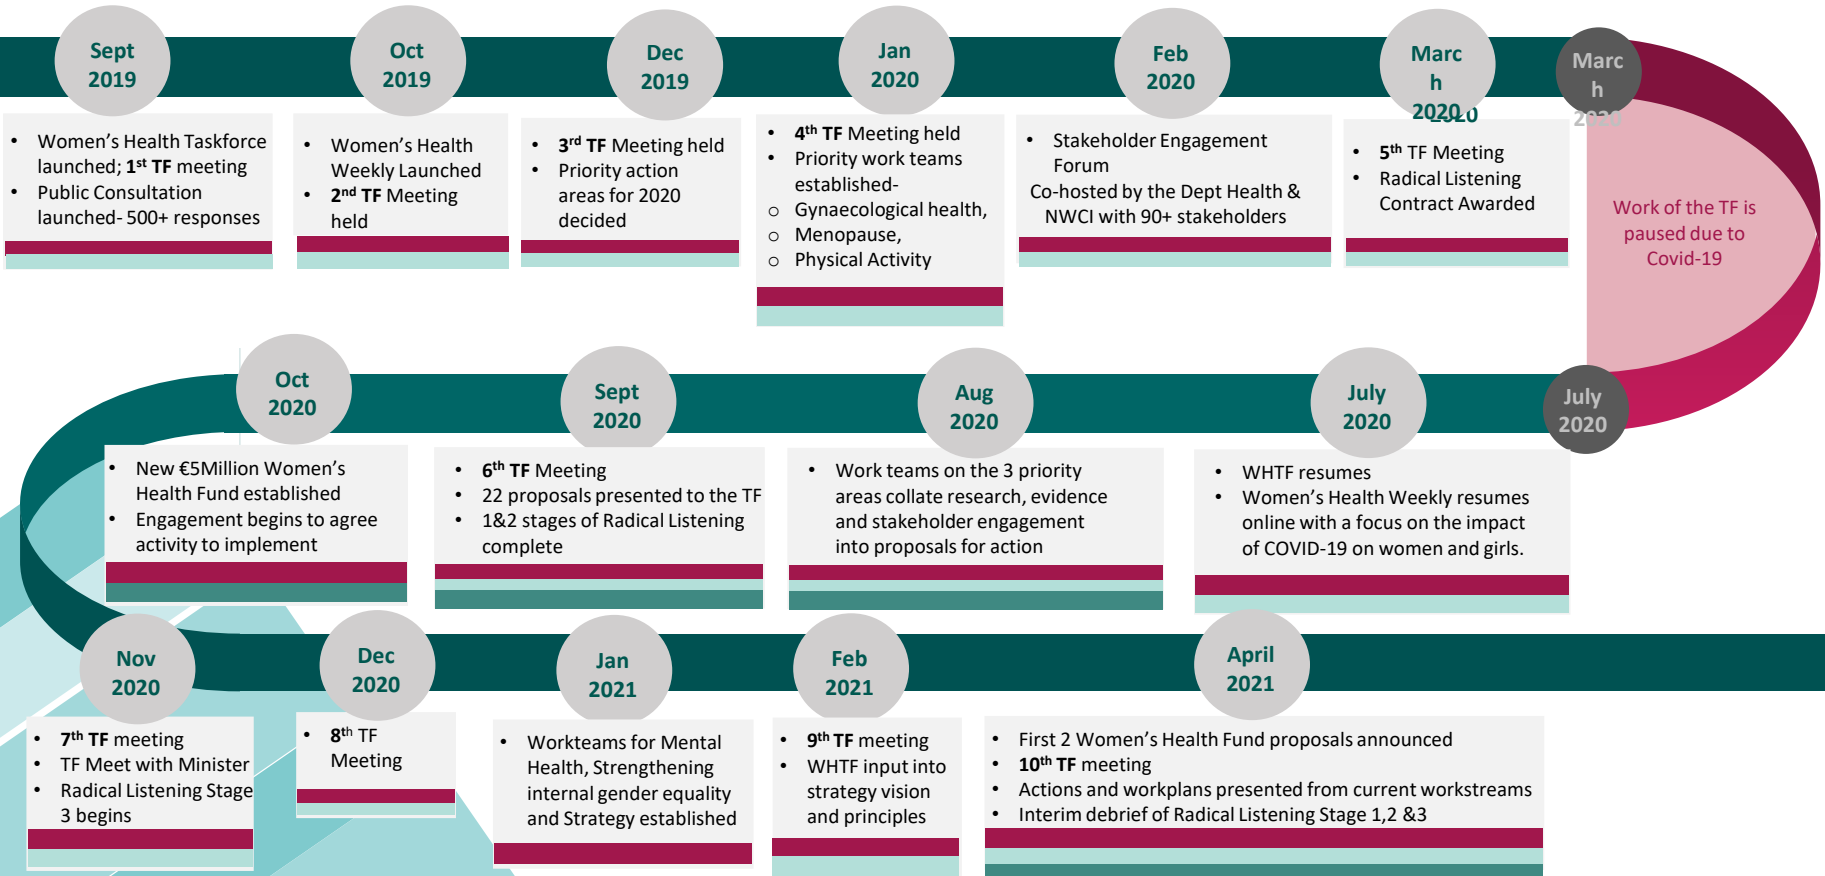 Sept
2019
• Women’s Health Taskforce
launched; 1st TF meeting
• Public Consultation
launched- 500+ responses
Oct
2019
• Women’s Health
Weekly Launched
• 2nd TF Meeting
held
Dec
2019
• 3rd TF Meeting held
• Priority action
areas for 2020
decided
Jan
2020
• 4th TF Meeting held
• Priority work teams
established-
o Gynaecological health,
o Menopause,
o Physical Activity
Feb
2020
• Stakeholder Engagement
Forum
Co-hosted by the Dept Health &
NWCI with 90+ stakeholders
Marc
h
2020
2020
• 5th TF Meeting
• Radical Listening
Contract Awarded
Marc
h
2020
Work of the TF is
paused due to
Covid-19
July
2020
July
2020
• WHTF resumes
• Women’s Health Weekly resumes
online with a focus on the impact
of COVID-19 on women and girls.
Aug
2020
• Work teams on the 3 priority
areas collate research, evidence
and stakeholder engagement
into proposals for action
Sept
2020
• 6th TF Meeting
• 22 proposals presented to the TF
• 1&2 stages of Radical Listening
complete
Oct
2020
• New €5Million Women’s
Health Fund established
• Engagement begins to agree
activity to implement
Nov
2020
• 7th TF meeting
• TF Meet with Minister
• Radical Listening Stage
3 begins
Dec
2020
• 8th TF
Meeting
Jan
2021
• Workteams for Mental
Health, Strengthening
internal gender equality
and Strategy established
Feb
2021
• 9th TF meeting
• WHTF input into
strategy vision
and principles
April
2021
• First 2 Women’s Health Fund proposals announced
• 10th TF meeting
• Actions and workplans presented from current workstreams
• Interim debrief of Radical Listening Stage 1,2 &3